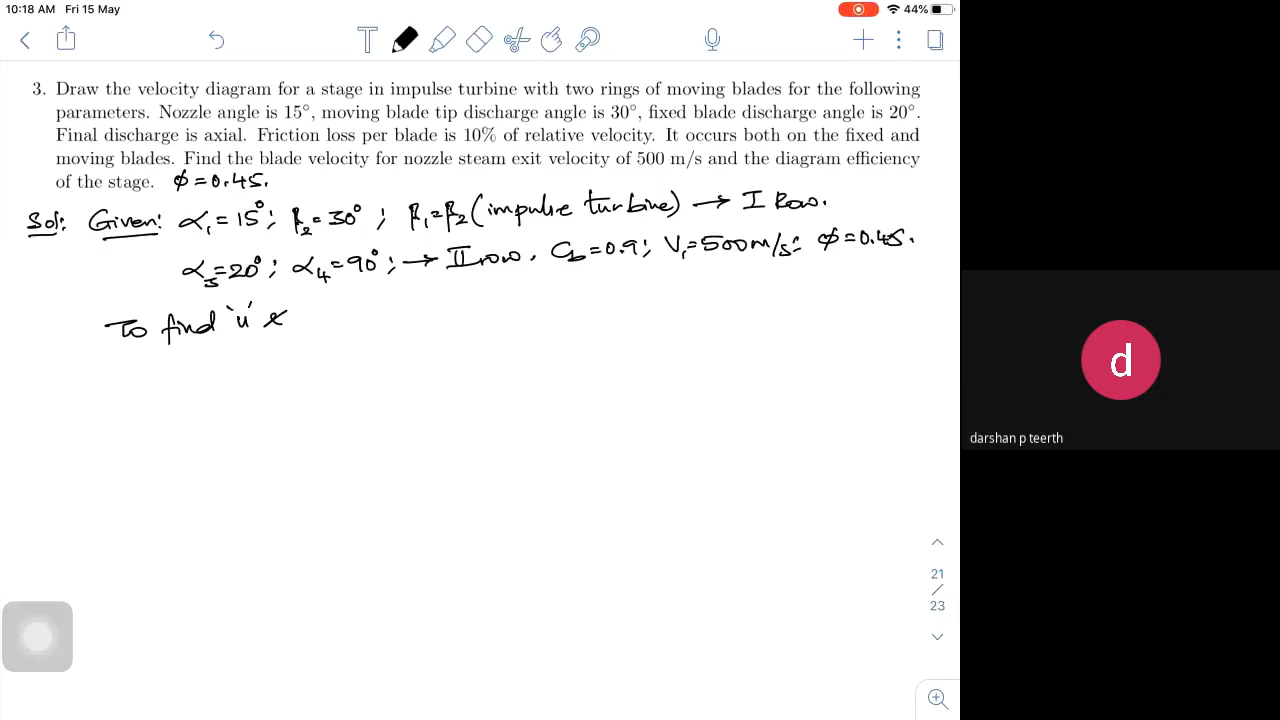 10:18 AM Fri 15 May
44%
3. Draw the velocity diagram for a stage in impulse turbine with two rings of moving blades for the following
parameters. Nozzle angle is 15°, moving blade tip discharge angle is 30°, fixed blade discharge angle is 20°.
Final discharge is axial. Friction loss per blade is 10% of relative velocity. It occurs both on the fixed and
moving blades. Find the blade velocity for nozzle steam exit velocity of 500 m/s and the diagram efficiency
of the stage. ϕ = 0.45.
Sol: Given: α₁ = 15°; β₂ = 30°; β₁ = β₂ (impulse turbine) → I Row.
α₃ = 20°; α₄ = 90°; → II row, C_b = 0.9; V₁ = 500 m/s; ϕ = 0.45.
To find 'u' &
d
darshan p teerth
21
/
23